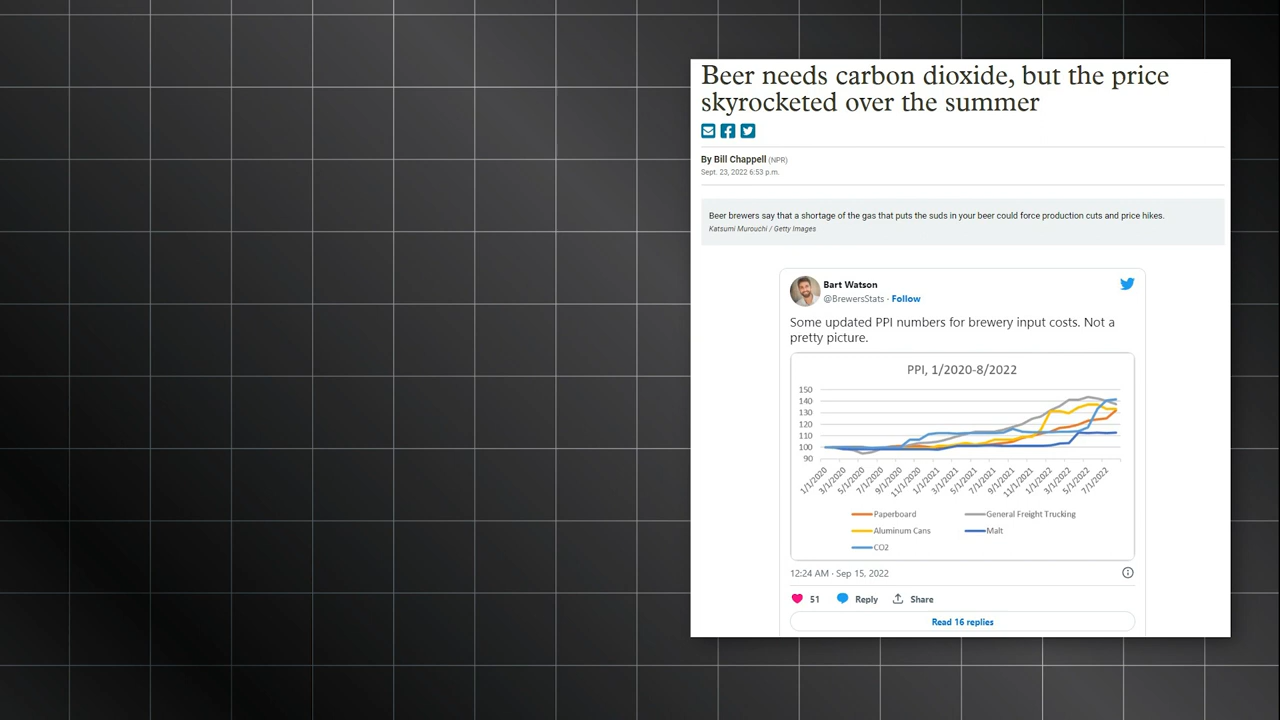 Beer needs carbon dioxide, but the price
skyrocketed over the summer
By Bill Chappell (NPR)
Sept. 23, 2022 6:53 p.m.
Beer brewers say that a shortage of the gas that puts the suds in your beer could force production cuts and price hikes.
Katsumi Murouchi / Getty Images
Bart Watson
@BrewersStats · Follow
Some updated PPI numbers for brewery input costs. Not a
pretty picture.
PPI, 1/2020-8/2022
150
140
130
120
110
100
90
1/1/2020 3/1/2020 5/1/2020 7/1/2020 9/1/2020 11/1/2020 1/1/2021 3/1/2021 5/1/2021 7/1/2021 9/1/2021 11/1/2021 1/1/2022 3/1/2022 5/1/2022 7/1/2022
Paperboard General Freight Trucking
Aluminum Cans Malt
CO2
12:24 AM · Sep 15, 2022
51 Reply Share
Read 16 replies